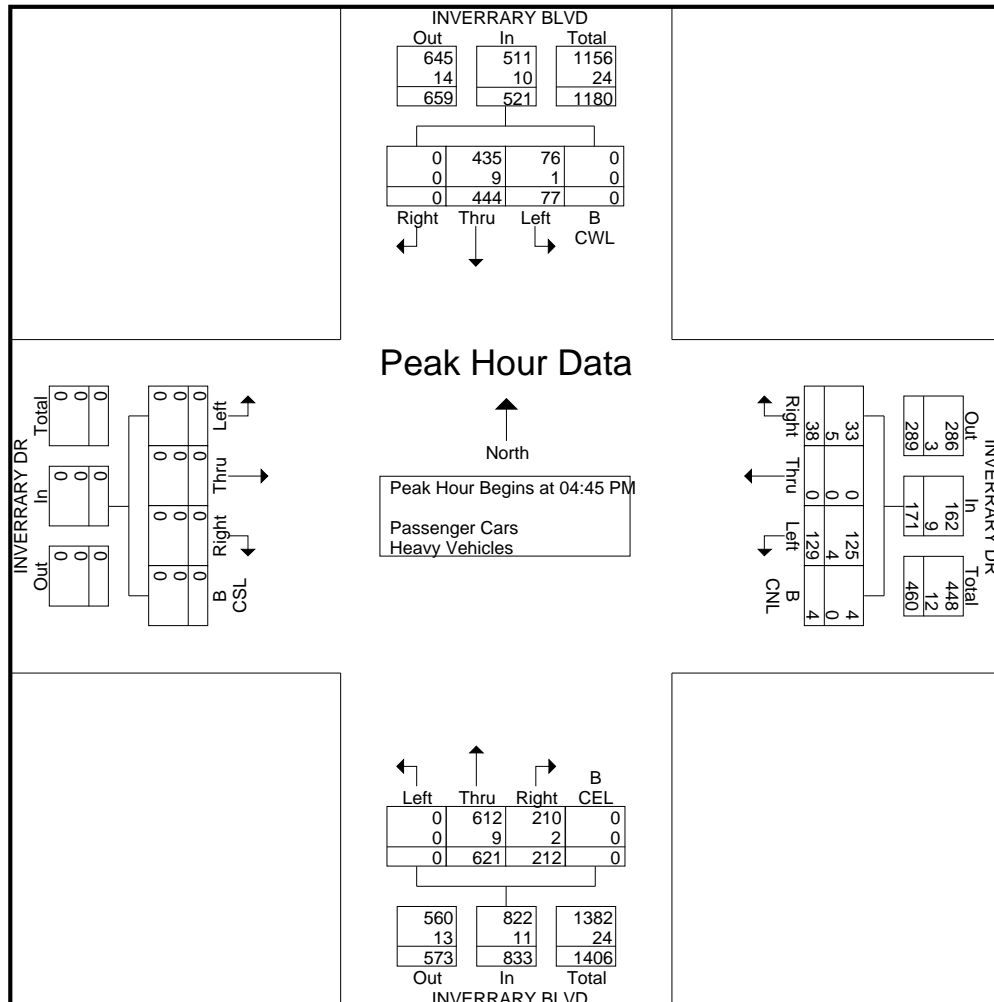 INVERRARY BLVD
Out In Total
645 511 1156
14 10 24
659 521 1180
0 435 76 0
0 9 1 0
0 444 77 0
Right Thru Left B
CWL
Peak Hour Data
North
Peak Hour Begins at 04:45 PM
Passenger Cars
Heavy Vehicles
INVERRARY DR
Total In Out
0 0 0
0 0 0
0 0 0
0 0 0 0
0 0 0 0
0 0 0 0
Left Thru Right B
CSL
INVERRARY DR
Out In Total
286 162 448
3 9 12
289 171 460
33 0 125 4
5 0 4 0
38 0 129 4
Right Thru Left B
CNL
B
Left Thru Right CEL
0 612 210 0
0 9 2 0
0 621 212 0
560 822 1382
13 11 24
573 833 1406
Out In Total
INVERRARY BLVD